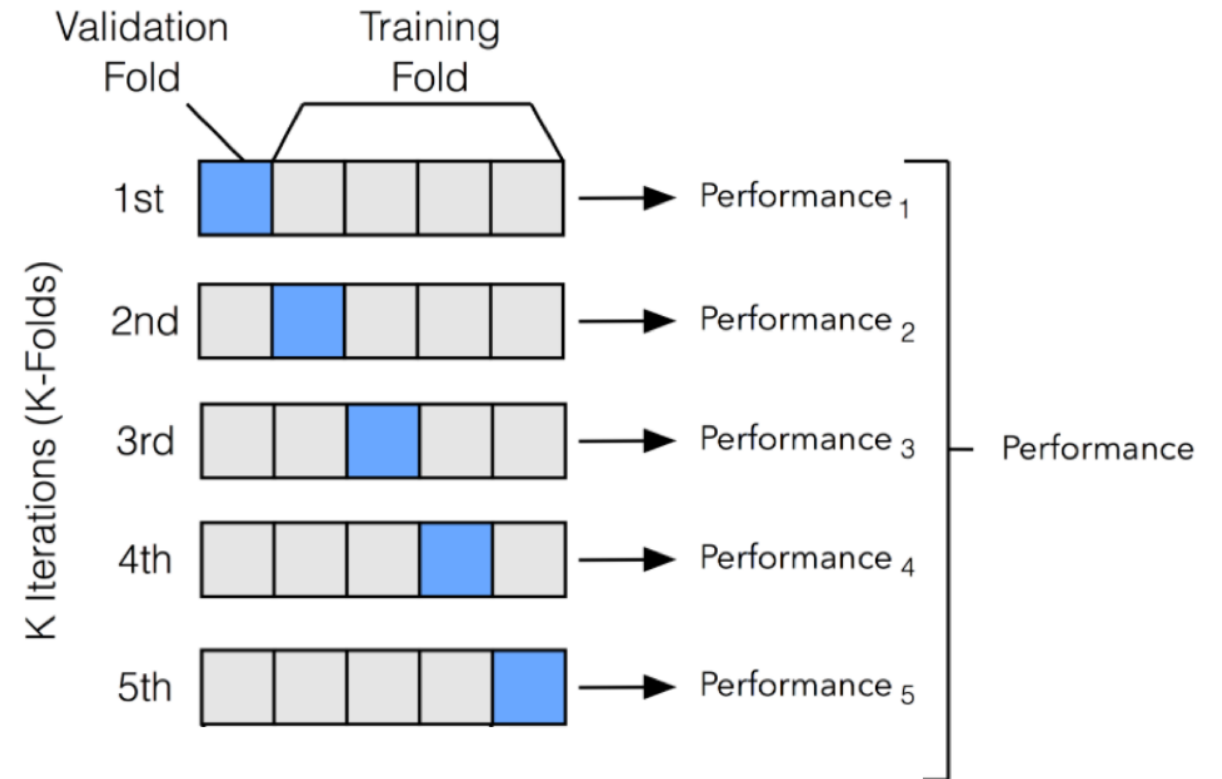 Validation
Fold
Training
Fold
K Iterations (K-Folds)
1st
Performance 1
2nd
Performance 2
3rd
Performance 3
4th
Performance 4
5th
Performance 5
Performance